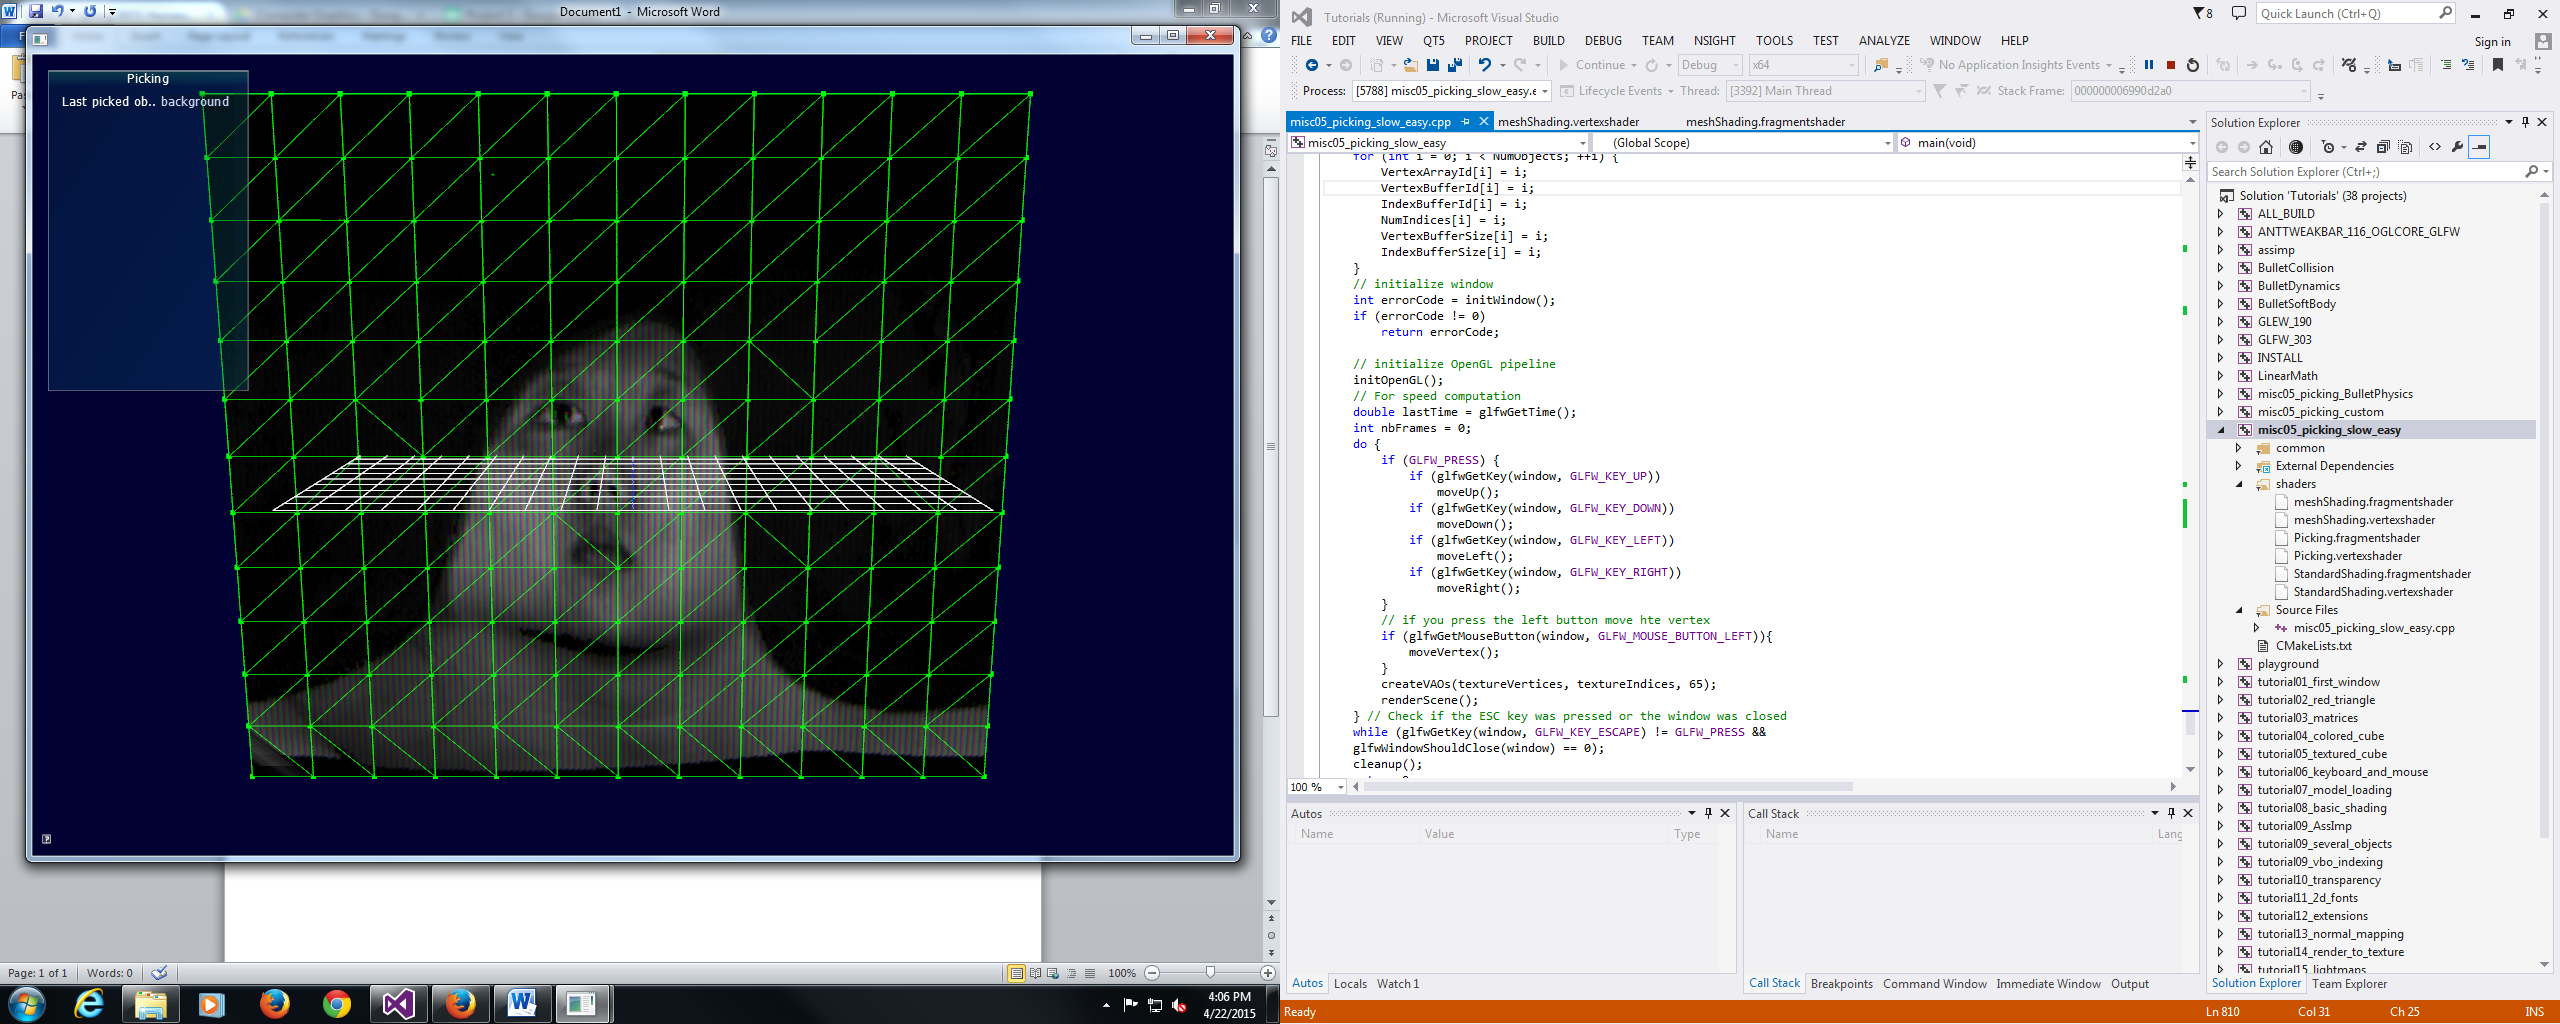 Document1 - Microsoft Word
Picking
Last picked ob.. background
Page: 1 of 1
Words: 0
100%
4:06 PM
4/22/2015
Tutorials (Running) - Microsoft Visual Studio
8
Quick Launch (Ctrl+Q)
FILE EDIT VIEW QT5 PROJECT BUILD DEBUG TEAM NSIGHT TOOLS TEST ANALYZE WINDOW HELP
Sign in
Continue
Debug
x64
No Application Insights Events
Process: [5788] misc05_picking_slow_easy.e
Lifecycle Events
Thread: [3392] Main Thread
Stack Frame: 000000006990d2a0
misc05_picking_slow_easy.cpp
meshShading.vertexshader
meshShading.fragmentshader
misc05_picking_slow_easy
(Global Scope)
main(void)
for (int i = 0; i < NumObjects; ++i) {
VertexArrayId[i] = i;
VertexBufferId[i] = i;
IndexBufferId[i] = i;
NumIndices[i] = i;
VertexBufferSize[i] = i;
IndexBufferSize[i] = i;
}
// initialize window
int errorCode = initWindow();
if (errorCode != 0)
return errorCode;
// initialize OpenGL pipeline
initOpenGL();
// For speed computation
double lastTime = glfwGetTime();
int nbFrames = 0;
do {
if (GLFW_PRESS) {
if (glfwGetKey(window, GLFW_KEY_UP))
moveUp();
if (glfwGetKey(window, GLFW_KEY_DOWN))
moveDown();
if (glfwGetKey(window, GLFW_KEY_LEFT))
moveLeft();
if (glfwGetKey(window, GLFW_KEY_RIGHT))
moveRight();
}
// if you press the left button move hte vertex
if (glfwGetMouseButton(window, GLFW_MOUSE_BUTTON_LEFT)){
moveVertex();
}
createVAOs(textureVertices, textureIndices, 65);
renderScene();
} // Check if the ESC key was pressed or the window was closed
while (glfwGetKey(window, GLFW_KEY_ESCAPE) != GLFW_PRESS &&
glfwWindowShouldClose(window) == 0);
cleanup();
100 %
Autos
Name Value Type
Autos Locals Watch 1
Call Stack
Name Lang
Call Stack Breakpoints Command Window Immediate Window Output
Solution Explorer
Search Solution Explorer (Ctrl+;)
Solution 'Tutorials' (38 projects)
ALL_BUILD
ANTTWEAKBAR_116_OGLCORE_GLFW
assimp
BulletCollision
BulletDynamics
BulletSoftBody
GLEW_190
GLFW_303
INSTALL
LinearMath
misc05_picking_BulletPhysics
misc05_picking_custom
misc05_picking_slow_easy
common
External Dependencies
shaders
meshShading.fragmentshader
meshShading.vertexshader
Picking.fragmentshader
Picking.vertexshader
StandardShading.fragmentshader
StandardShading.vertexshader
Source Files
misc05_picking_slow_easy.cpp
CMakeLists.txt
playground
tutorial01_first_window
tutorial02_red_triangle
tutorial03_matrices
tutorial04_colored_cube
tutorial05_textured_cube
tutorial06_keyboard_and_mouse
tutorial07_model_loading
tutorial08_basic_shading
tutorial09_AssImp
tutorial09_several_objects
tutorial09_vbo_indexing
tutorial10_transparency
tutorial11_2d_fonts
tutorial12_extensions
tutorial13_normal_mapping
tutorial14_render_to_texture
tutorial15_lightmaps
Solution Explorer Team Explorer
Ready
Ln 810 Col 31 Ch 25 INS